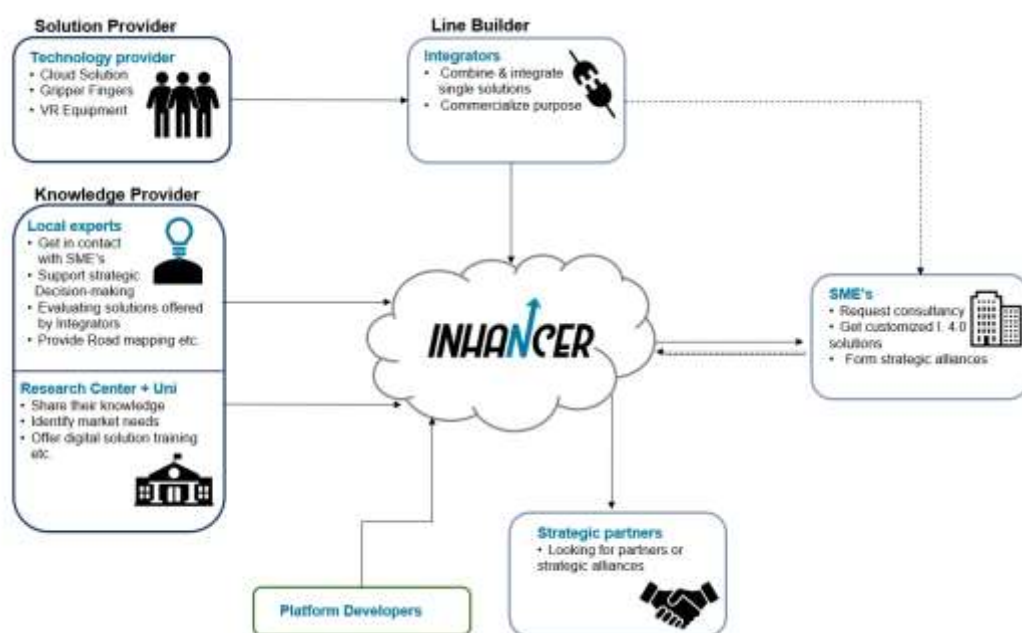 Solution Provider
Technology provider
• Cloud Solution
• Gripper Fingers
• VR Equipment
Line Builder
Integrators
• Combine & integrate
single solutions
• Commercialize purpose
Knowledge Provider
Local experts
• Get in contact
with SME's
• Support strategic
Decision-making
• Evaluating solutions offered
by Integrators
• Provide Road mapping etc.
Research Center + Uni
• Share their knowledge
• Identify market needs
• Offer digital solution training
etc.
INHANCER
SME's
• Request consultancy
• Get customized I. 4.0
solutions
• Form strategic alliances
Strategic partners
• Looking for partners or
strategic alliances
Platform Developers